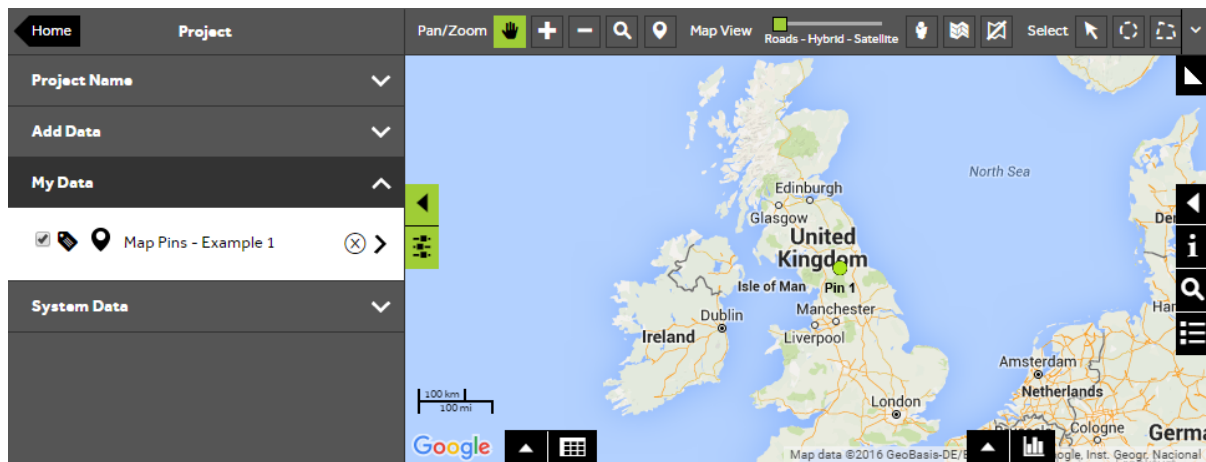 Home
Project
Project Name
Add Data
My Data
Map Pins - Example 1
System Data
Pan/Zoom
Map View
Roads - Hybrid - Satellite
Select
North Sea
Edinburgh
Glasgow
United
Kingdom
Isle of Man
Pin 1
Manchester
Dublin
Liverpool
Ireland
Amsterdam
Netherlands
London
Cologne
100 km
100 mi
Google
Map data ©2016 GeoBasis-DE/
Inst. Geogr. Nacional